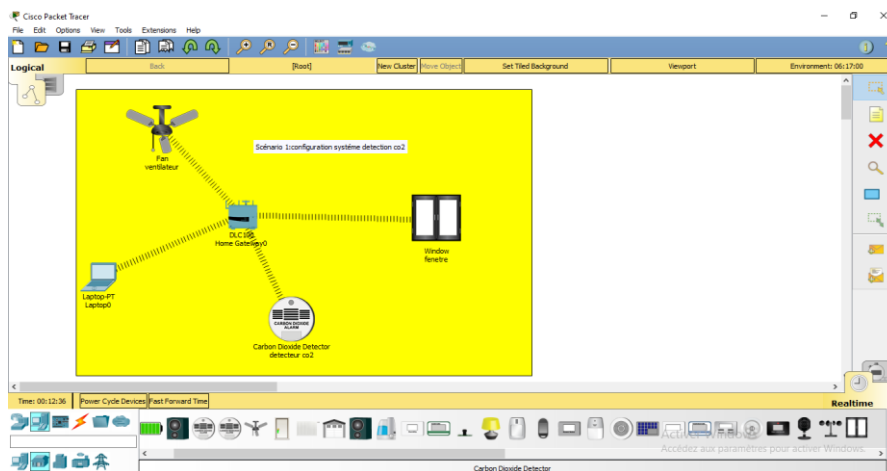 Cisco Packet Tracer
File Edit Options View Tools Extensions Help
Logical Back [Root] New Cluster Move Object Set Tiled Background Viewport Environment: 06:17:00
Scénario 1:configuration systéme detection co2
Fan
ventilateur
Home Gateway0
Window
fenetre
Laptop-PT
Laptop0
CARBON DIOXIDE
ALARM
Carbon Dioxide Detector
detecteur co2
Time: 00:12:36 Power Cycle Devices Fast Forward Time Realtime
Activer Windows
Accédez aux paramètres pour activer Windows.
Carbon Dioxide Detector